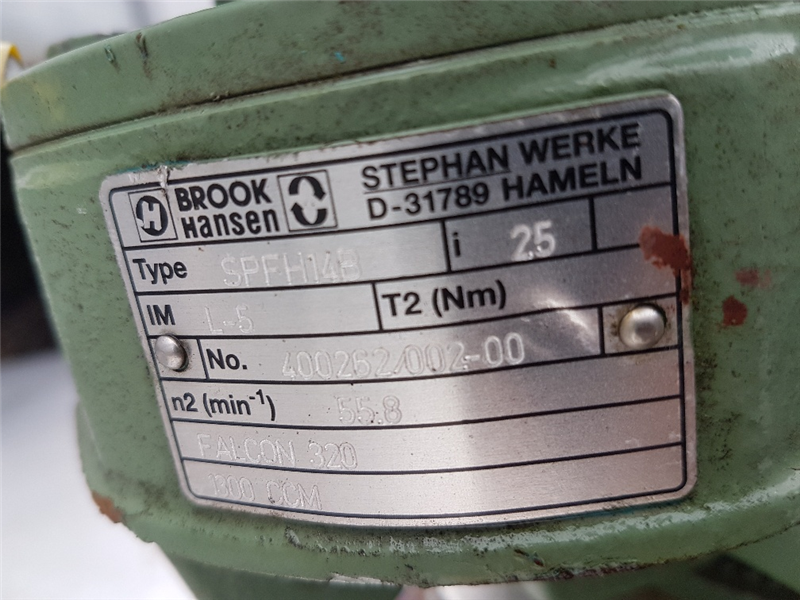 BROOK Hansen STEPHAN WERKE
D-31789 HAMELN
Type SPFH14B i 25
IM L-5 T2 (Nm)
No. 400262/002-00
n2 (min-1) 55.8
FALCON 320
1300 CCM